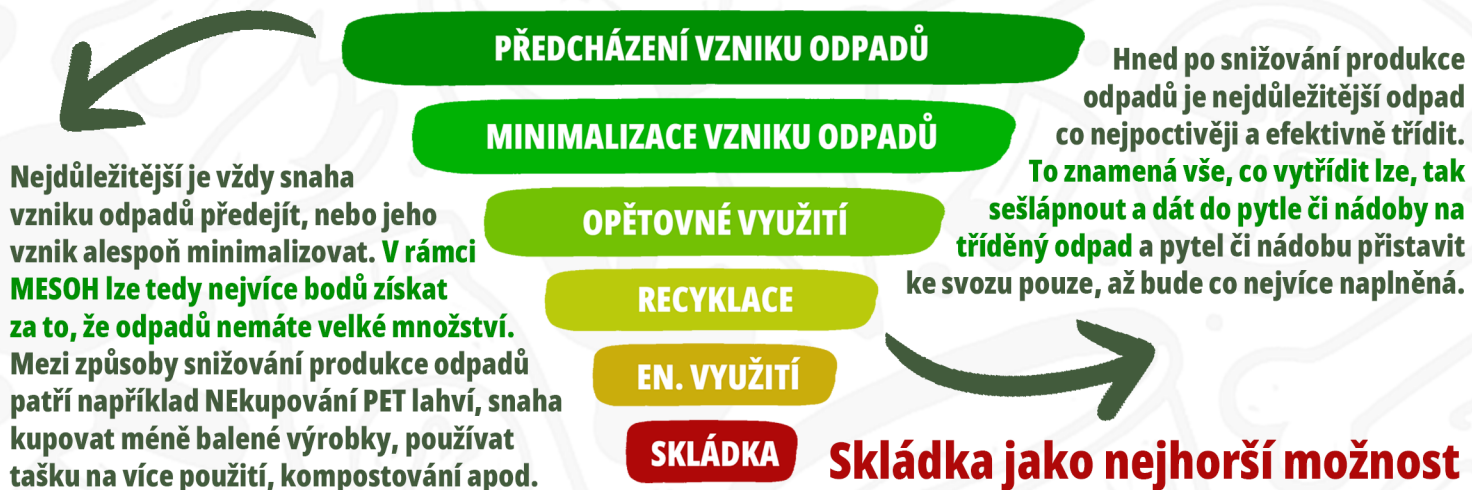 PŘEDCHÁZENÍ VZNIKU ODPADŮ
MINIMALIZACE VZNIKU ODPADŮ
OPĚTOVNÉ VYUŽITÍ
RECYKLACE
EN. VYUŽITÍ
SKLÁDKA
Nejdůležitější je vždy snaha
vzniku odpadů předejít, nebo jeho
vznik alespoň minimalizovat. V rámci
MESOH lze tedy nejvíce bodů získat
za to, že odpadů nemáte velké množství.
Mezi způsoby snižování produkce odpadů
patří například NEkupování PET lahví, snaha
kupovat méně balené výrobky, používat
tašku na více použití, kompostování apod.
Hned po snižování produkce
odpadů je nejdůležitější odpad
co nejpoctivěji a efektivně třídit.
To znamená vše, co vytřídit lze, tak
sešlápnout a dát do pytle či nádoby na
tříděný odpad a pytel či nádobu přistavit
ke svozu pouze, až bude co nejvíce naplněná.
Skládka jako nejhorší možnost